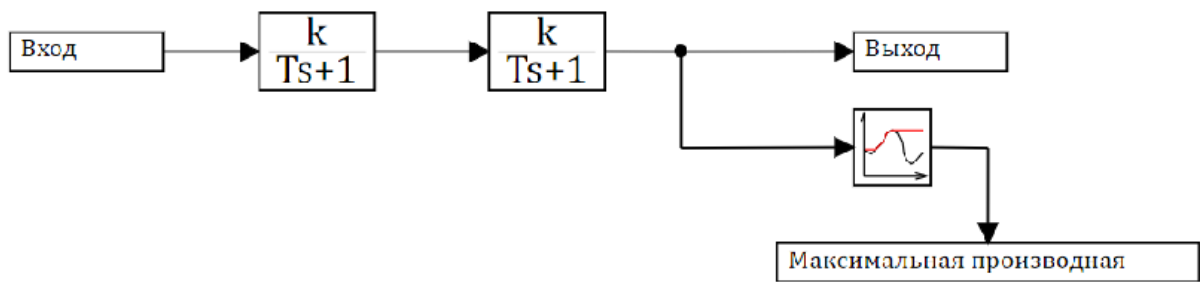 Вход
k
Ts+1
k
Ts+1
Выход
Максимальная производная